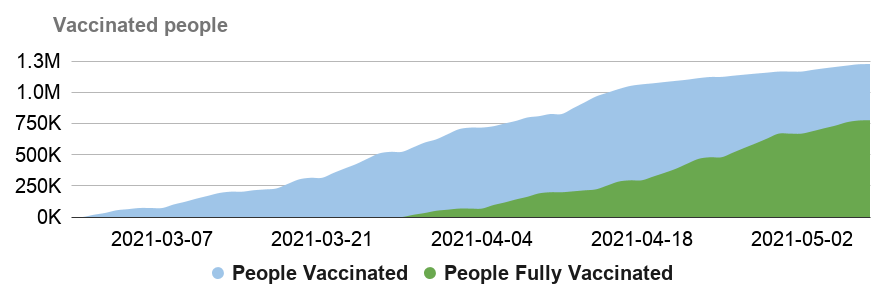 Vaccinated people
1.3M
1.0M
750K
500K
250K
0K
2021-03-07 2021-03-21 2021-04-04 2021-04-18 2021-05-02
People Vaccinated People Fully Vaccinated